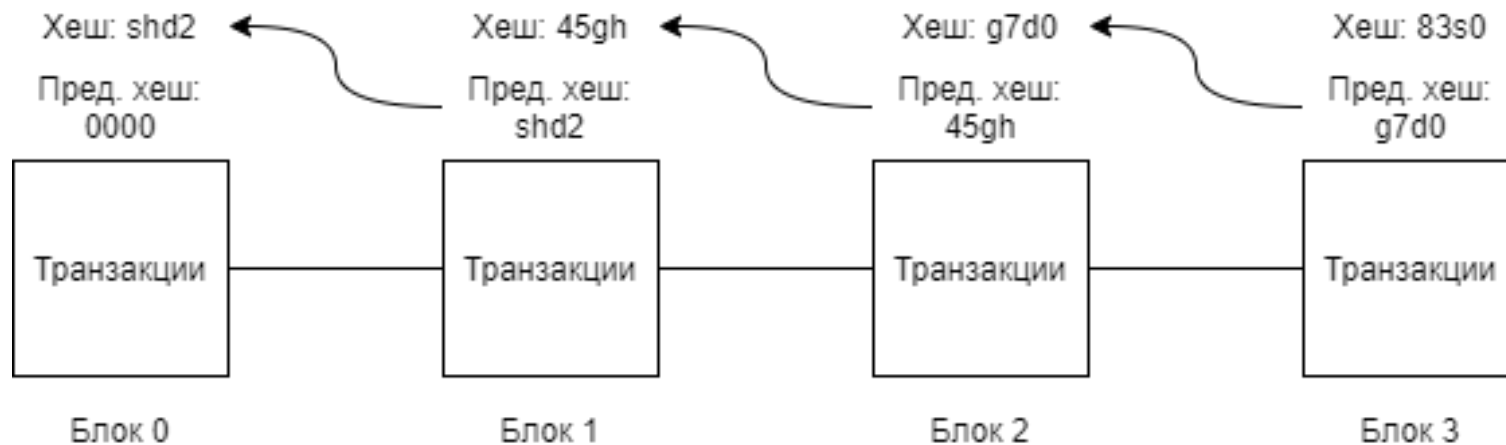 Хеш: shd2
Хеш: 45gh
Хеш: g7d0
Хеш: 83s0
Пред. хеш:
0000
Пред. хеш:
shd2
Пред. хеш:
45gh
Пред. хеш:
g7d0
Транзакции
Транзакции
Транзакции
Транзакции
Блок 0
Блок 1
Блок 2
Блок 3